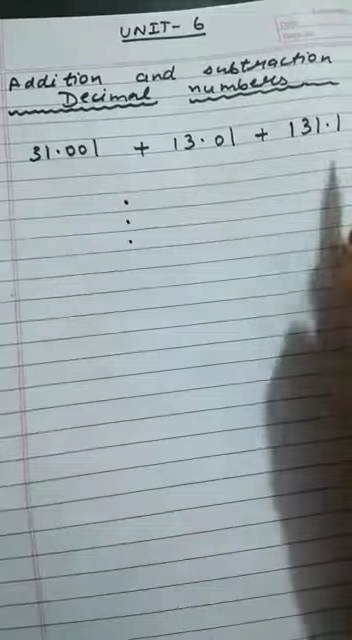 UNIT- 6
Addition and subtraction
Decimal numbers
31.001 + 13.01 + 131.1